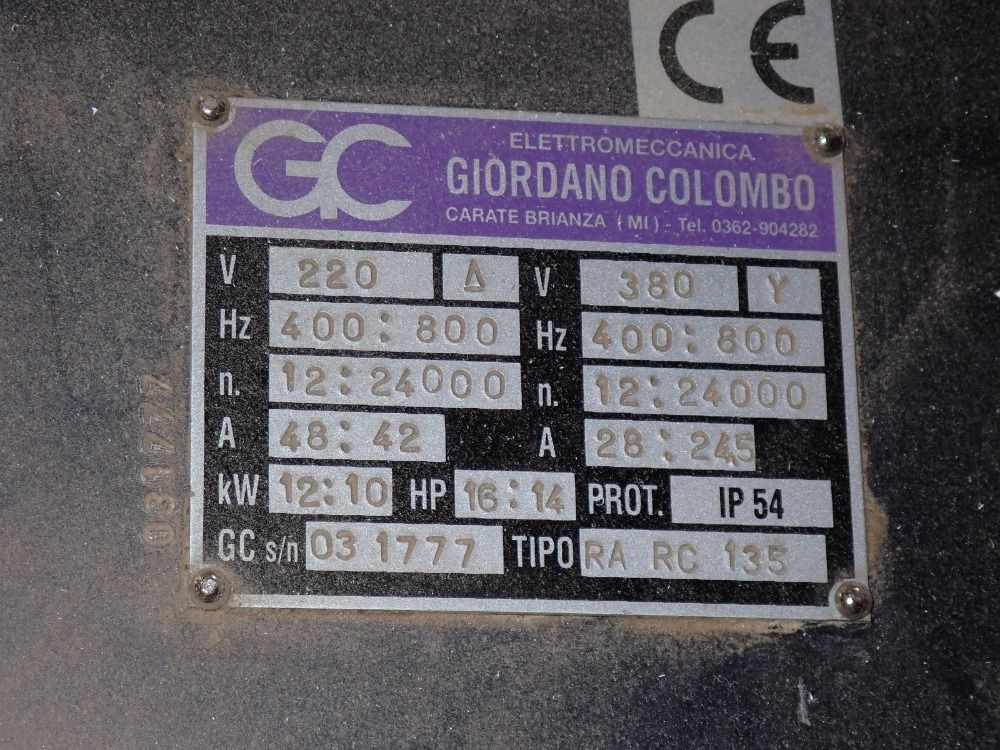 CE
GC
ELETTROMECCANICA
GIORDANO COLOMBO
CARATE BRIANZA (MI) - Tel. 0362-904282
V 220 Δ V 380 Y
Hz 400:800 Hz 400:800
n. 12:24000 n. 12:24000
A 48:42 A 28:245
kW 12:10 HP 16:14 PROT. IP 54
GC s/n 03 1777 TIPO RA RC 135
031777